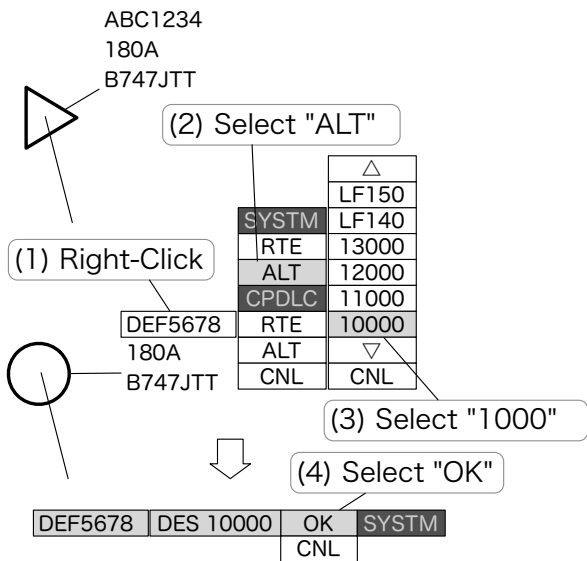 ABC1234
180A
B747JTT
(2) Select "ALT"
△
LF150
SYSTM LF140
RTE 13000
(1) Right-Click
ALT 12000
CPDLC 11000
DEF5678 RTE 10000
180A ALT ▽
B747JTT CNL CNL
(3) Select "1000"
(4) Select "OK"
DEF5678 DES 10000 OK SYSTM
CNL